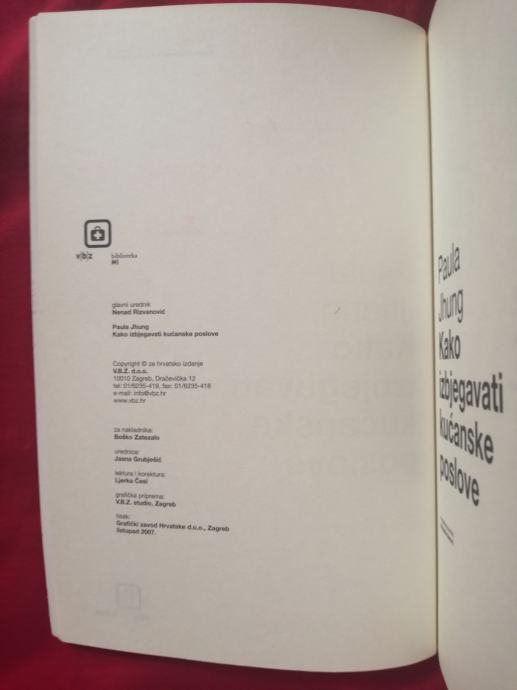 v|b|z
biblioteka
glavni urednik
Nenad Rizvanović
Paula Jhung
Kako izbjegavati kućanske poslove
Copyright © za hrvatsko izdanje
V.B.Z. d.o.o.
10010 Zagreb, Dračevička 12
tel: 01/6235-419, fax: 01/6235-418
e-mail: info@vbz.hr
www.vbz.hr
za nakladnika:
Boško Zatezalo
urednice:
Jasna Grubješić
lektura i korektura:
Ljerka Časi
grafička priprema:
V.B.Z. studio, Zagreb
tisak:
Grafički zavod Hrvatske d.o.o., Zagreb
listopad 2007.
Paula
Jhung
Kako
izbjegavati
kućanske
poslove